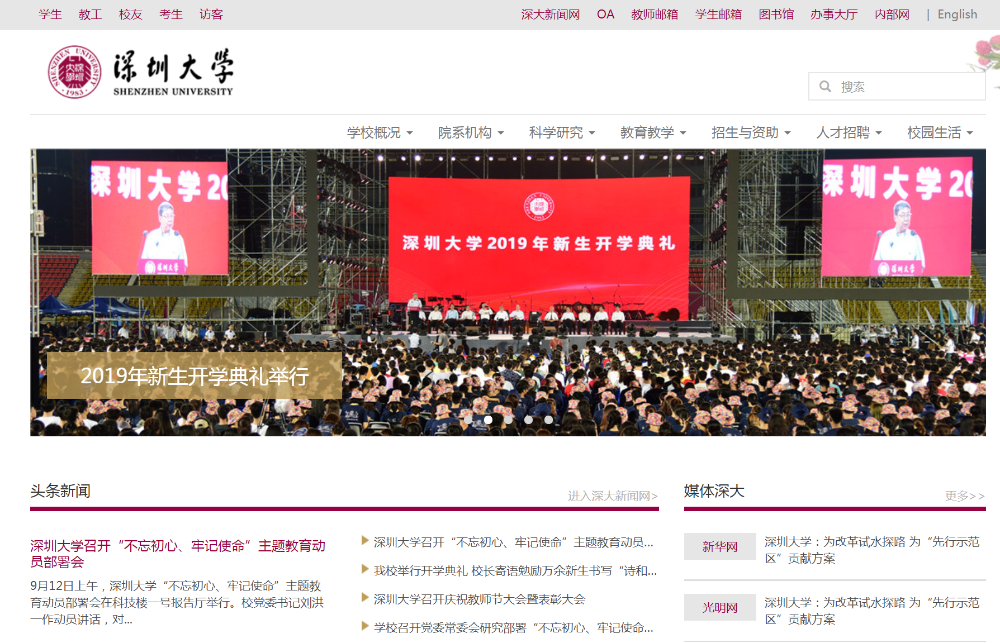 学生 教工 校友 考生 访客 深大新闻网 OA 教师邮箱 学生邮箱 图书馆 办事大厅 内部网 | English
SHENZHEN UNIVERSITY
1983
深圳大学
SHENZHEN UNIVERSITY
搜索
学校概况 院系机构 科学研究 教育教学 招生与资助 人才招聘 校园生活
深圳大学20
深圳大学
深圳大学2019年新生开学典礼
深圳大学20
深圳大学
2019年新生开学典礼举行
头条新闻
进入深大新闻网>
深圳大学召开“不忘初心、牢记使命”主题教育动
员部署会
9月12日上午，深圳大学“不忘初心、牢记使命”主题教
育动员部署会在科技楼一号报告厅举行。校党委书记刘洪
一作动员讲话，对...
深圳大学召开“不忘初心、牢记使命”主题教育动员...
我校举行开学典礼 校长寄语勉励万余新生书写“诗和...
深圳大学召开庆祝教师节大会暨表彰大会
学校召开党委常委会研究部署“不忘初心、牢记使命...
媒体深大
更多>>
新华网
深圳大学：为改革试水探路 为“先行示范
区”贡献方案
光明网
深圳大学：为改革试水探路 为“先行示范
区”贡献方案